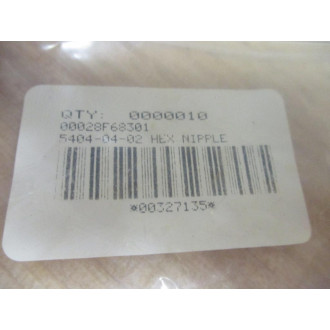 QTY: 0000010
00028F68301
5404-04-02 HEX NIPPLE
*00327135*